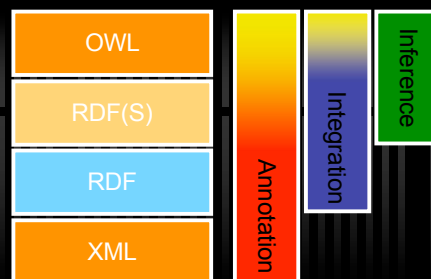 OWL
RDF(S)
RDF
XML
Annotation
Integration
Inference